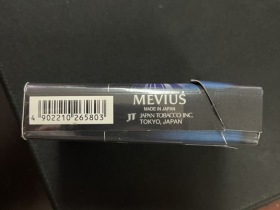 MEVIUS
MADE IN JAPAN
JT JAPAN TOBACCO INC.
TOKYO, JAPAN
4 902210 265803